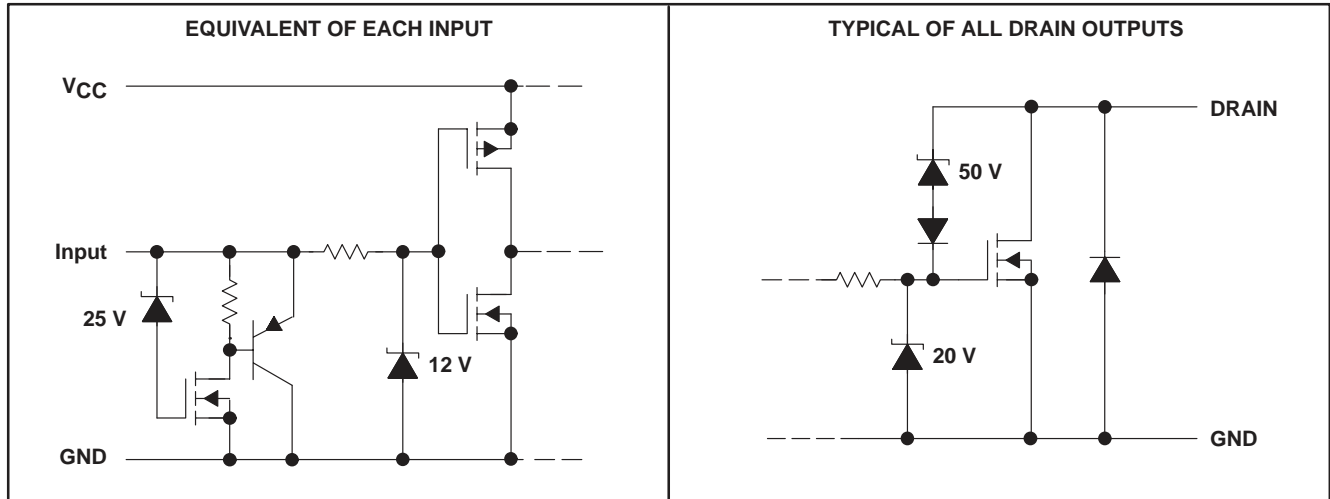 EQUIVALENT OF EACH INPUT
VCC
Input
25 V
12 V
GND
TYPICAL OF ALL DRAIN OUTPUTS
DRAIN
50 V
20 V
GND